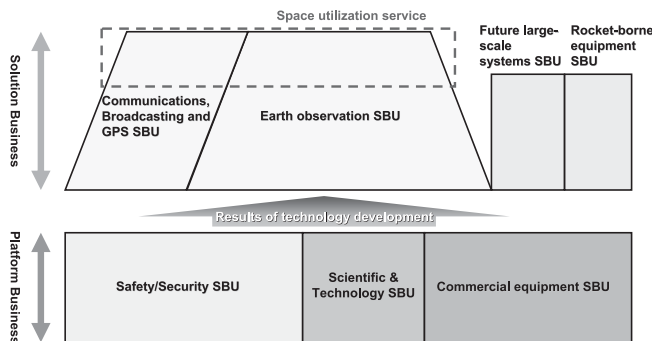 Space utilization service
Future large-
scale
systems SBU
Rocket-borne
equipment
SBU
Solution Business
Communications,
Broadcasting and
GPS SBU
Earth observation SBU
Results of technology development
Platform Business
Safety/Security SBU
Scientific &
Technology SBU
Commercial equipment SBU